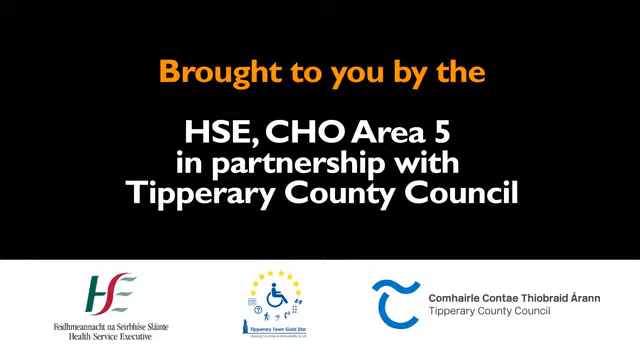 Brought to you by the
HSE, CHO Area 5
in partnership with
Tipperary County Council
HSE
Feidhmeannacht na Seirbhíse Sláinte
Health Service Executive
Tipperary Town Gold Star
Comhairle Contae Thiobraid Árann
Tipperary County Council